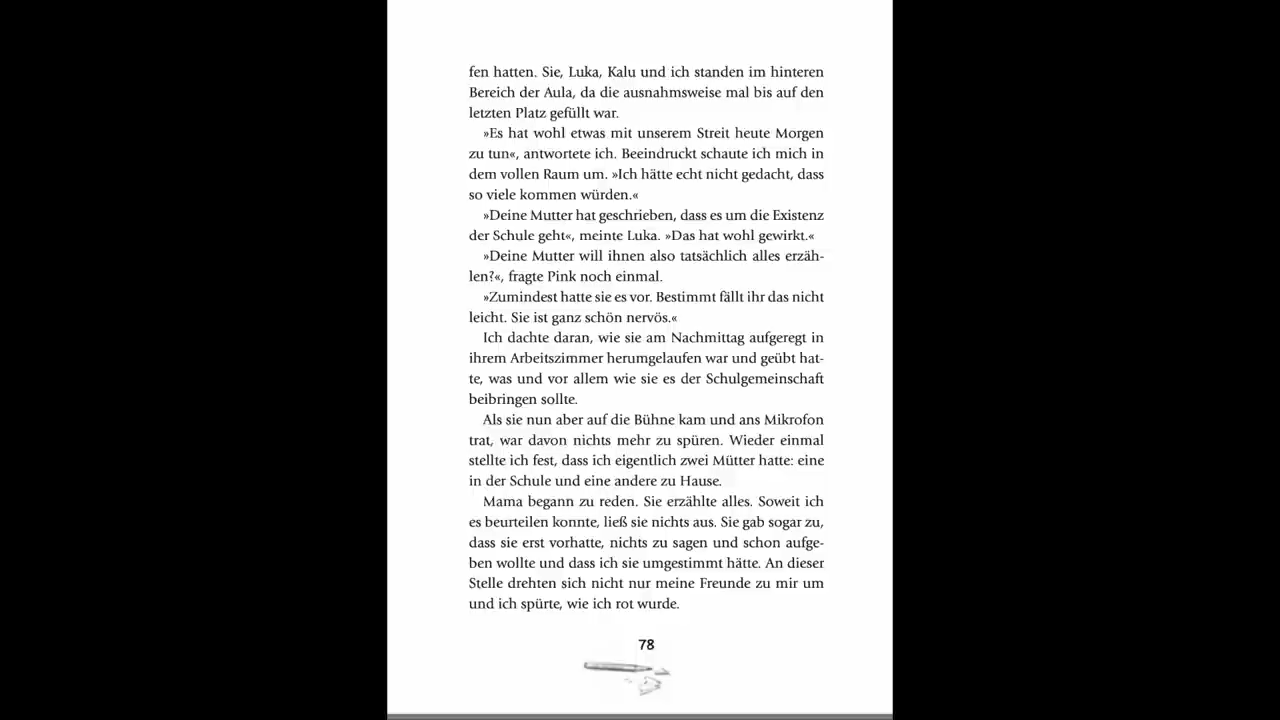 fen hatten. Sie, Luka, Kalu und ich standen im hinteren
Bereich der Aula, da die ausnahmsweise mal bis auf den
letzten Platz gefüllt war.
»Es hat wohl etwas mit unserem Streit heute Morgen
zu tun«, antwortete ich. Beeindruckt schaute ich mich in
dem vollen Raum um. »Ich hätte echt nicht gedacht, dass
so viele kommen würden.«
»Deine Mutter hat geschrieben, dass es um die Existenz
der Schule geht«, meinte Luka. »Das hat wohl gewirkt.«
»Deine Mutter will ihnen also tatsächlich alles erzäh-
len?«, fragte Pink noch einmal.
»Zumindest hatte sie es vor. Bestimmt fällt ihr das nicht
leicht. Sie ist ganz schön nervös.«
Ich dachte daran, wie sie am Nachmittag aufgeregt in
ihrem Arbeitszimmer herumgelaufen war und geübt hat-
te, was und vor allem wie sie es der Schulgemeinschaft
beibringen sollte.
Als sie nun aber auf die Bühne kam und ans Mikrofon
trat, war davon nichts mehr zu spüren. Wieder einmal
stellte ich fest, dass ich eigentlich zwei Mütter hatte: eine
in der Schule und eine andere zu Hause.
Mama begann zu reden. Sie erzählte alles. Soweit ich
es beurteilen konnte, ließ sie nichts aus. Sie gab sogar zu,
dass sie erst vorhatte, nichts zu sagen und schon aufge-
ben wollte und dass ich sie umgestimmt hätte. An dieser
Stelle drehten sich nicht nur meine Freunde zu mir um
und ich spürte, wie ich rot wurde.
78